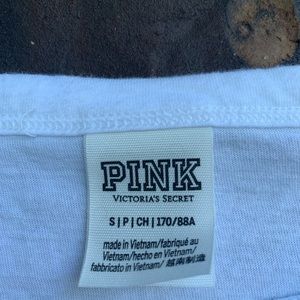 PINK
VICTORIA'S SECRET
S | P | CH | 170/88A
made in Vietnam/fabriqué au
Vietnam/hecho en Vietnam/
fabbricato in Vietnam/ 越南制造